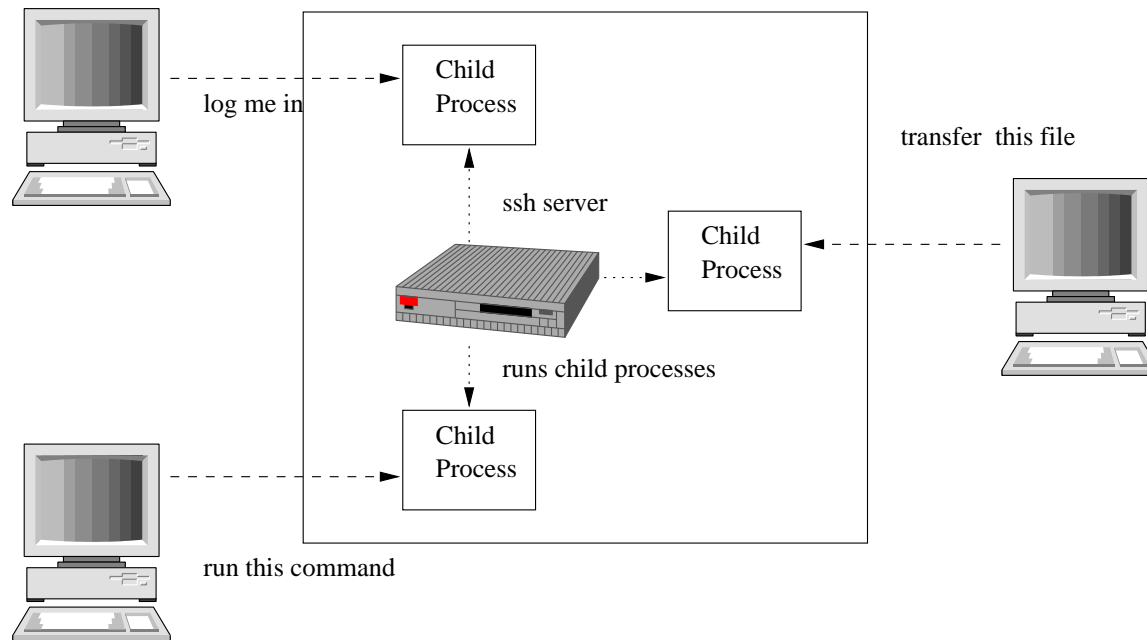 Child
Process
log me in
transfer this file
ssh server
Child
Process
runs child processes
Child
Process
run this command